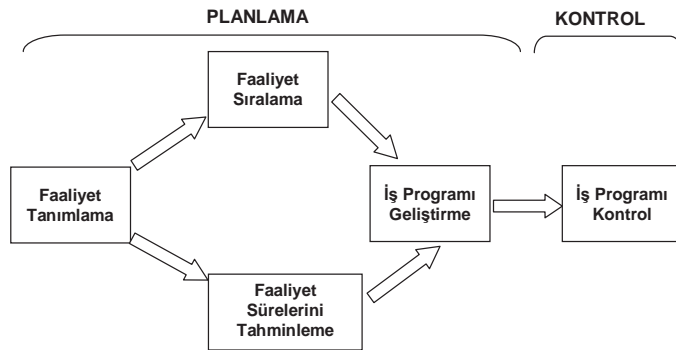 PLANLAMA
KONTROL
Faaliyet
Sıralama
Faaliyet
Tanımlama
İş Programı
Geliştirme
İş Programı
Kontrol
Faaliyet
Sürelerini
Tahminleme